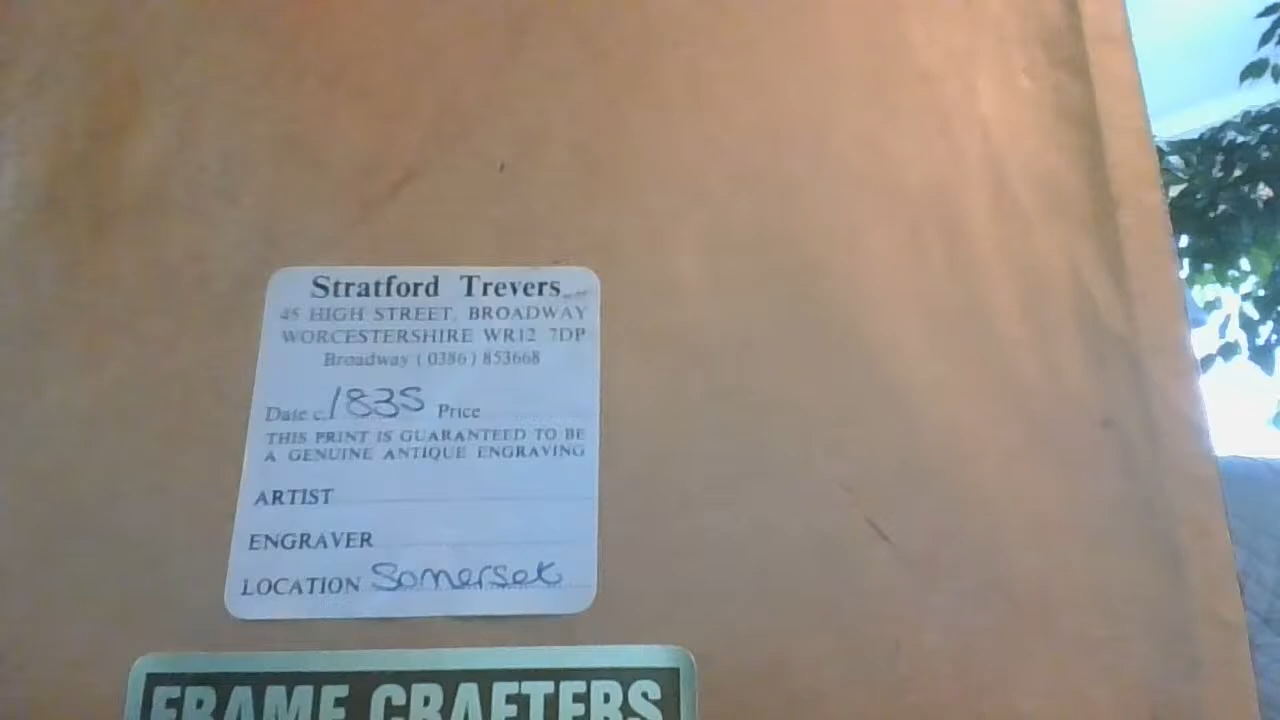 Stratford Trevers
45 HIGH STREET, BROADWAY
WORCESTERSHIRE WR12 7DP
Broadway (0386) 853668
Date c. 1835 Price
THIS PRINT IS GUARANTEED TO BE
A GENUINE ANTIQUE ENGRAVING
ARTIST
ENGRAVER
LOCATION Somerset
FRAME CRAFTERS